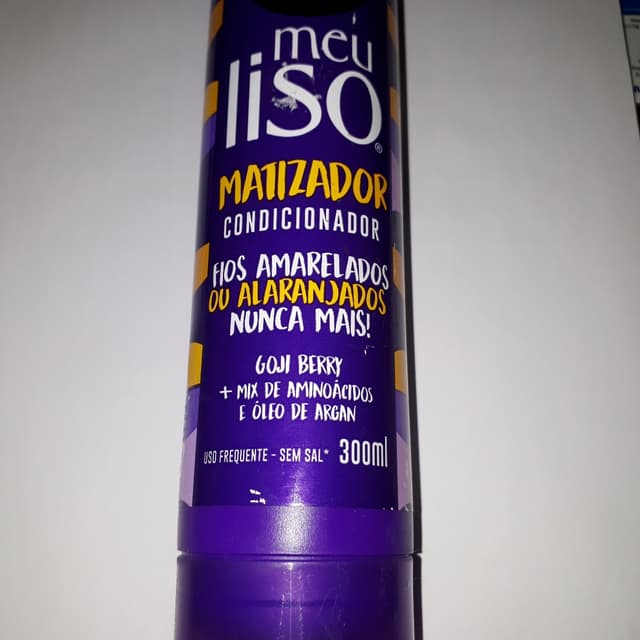 meu
liso®
MATIZADOR
CONDICIONADOR
FIOS AMARELADOS
OU ALARANJADOS
NUNCA MAIS!
GOJI BERRY
+ MIX DE AMINOÁCIDOS
E ÓLEO DE ARGAN
USO FREQUENTE - SEM SAL* 300ml